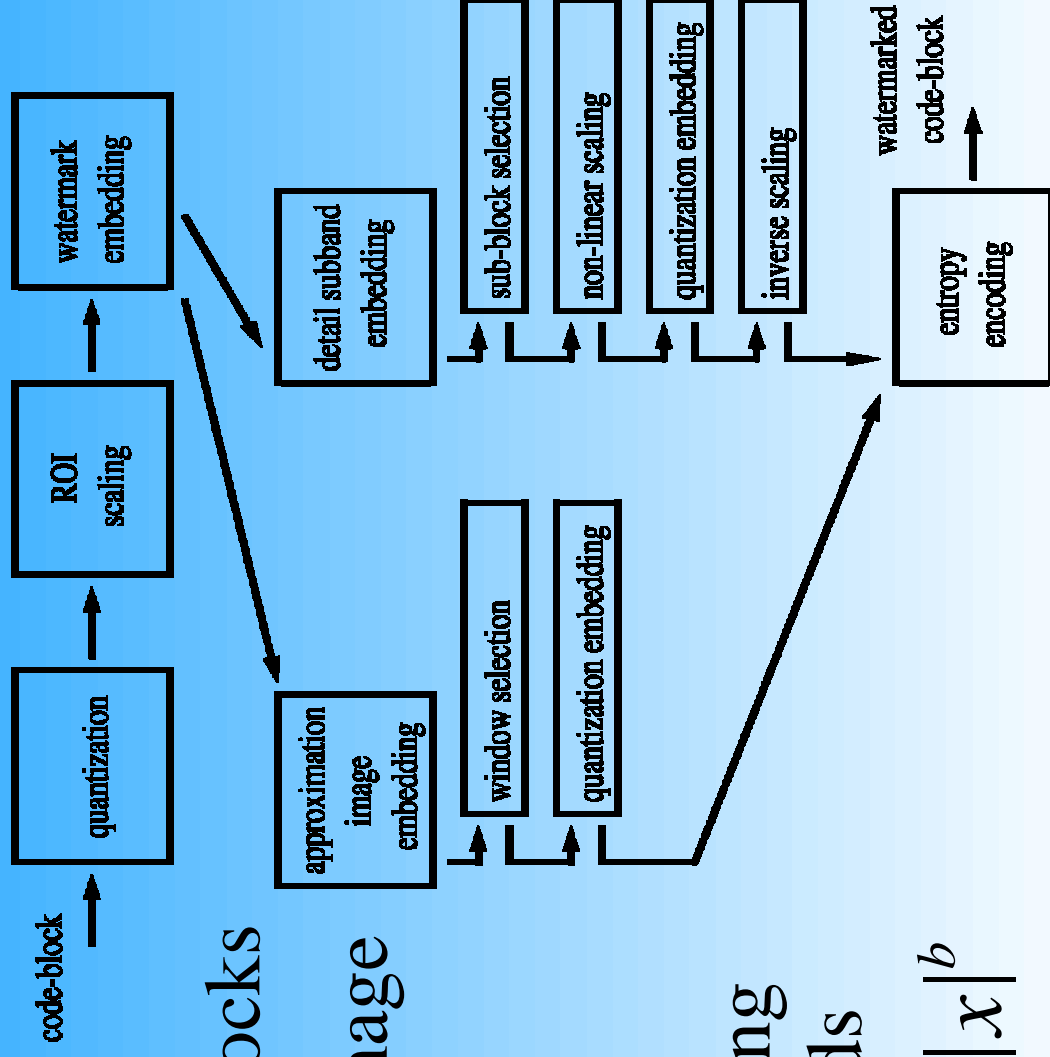 code-block
quantization
ROI
scaling
watermark
embedding
approximation
image
embedding
window selection
quantization embedding
detail subband
embedding
sub-block selection
non-linear scaling
quantization embedding
inverse scaling
entropy
encoding
watermarked
code-block
ocks
nage
ng
ds
|x|ᵇ